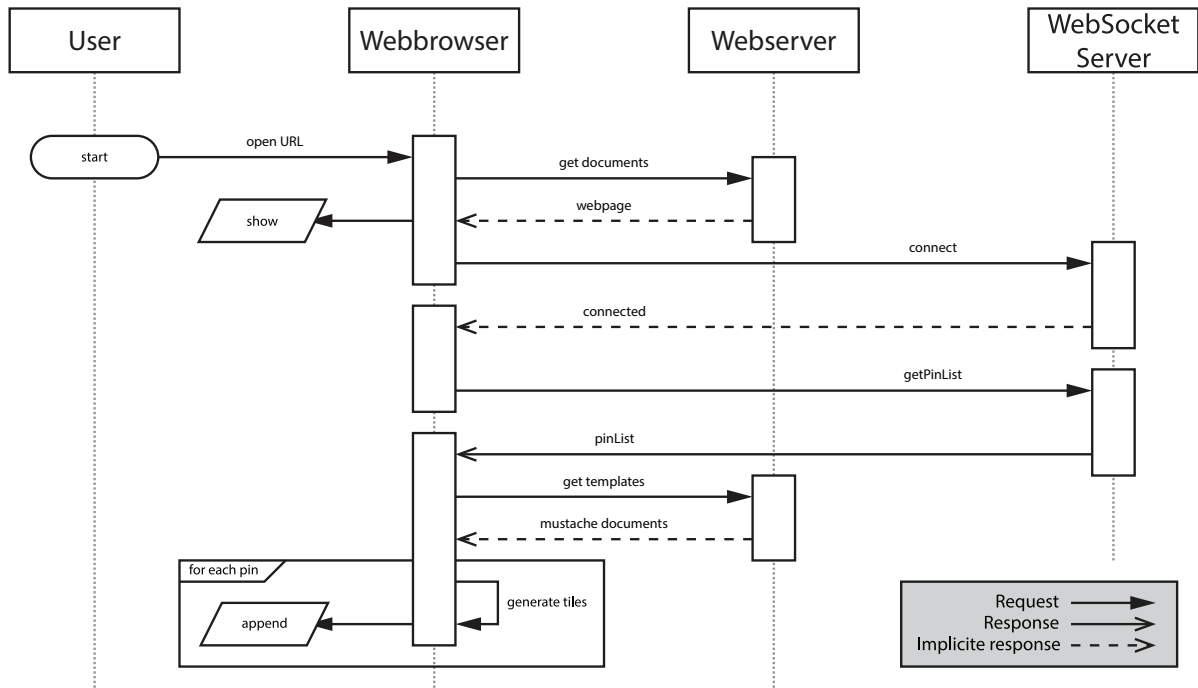 User
Webbrowser
Webserver
WebSocket
Server
start
open URL
get documents
show
webpage
connect
connected
getPinList
pinList
get templates
mustache documents
for each pin
generate tiles
append
Request
Response
Implicite response